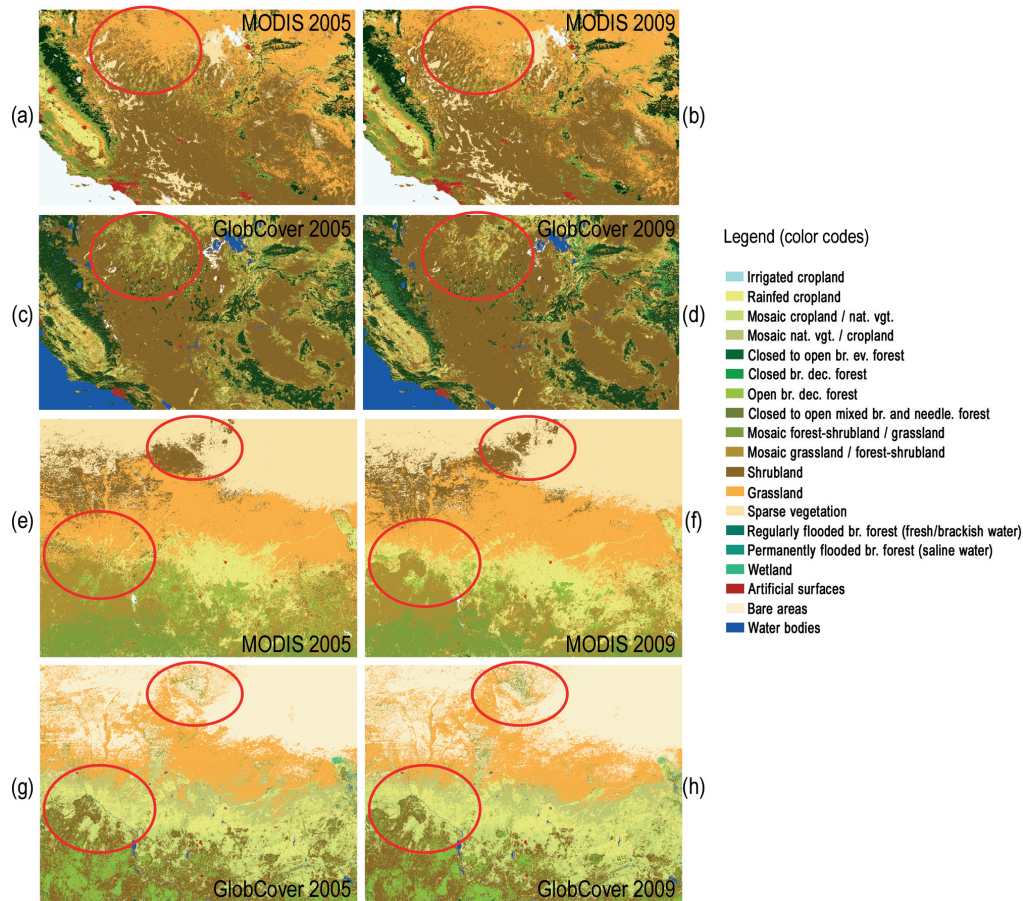 MODIS 2005
MODIS 2009
(a)
(b)
GlobCover 2005
GlobCover 2009
(c)
(d)
Legend (color codes)
Irrigated cropland
Rainfed cropland
Mosaic cropland / nat. vgt.
Mosaic nat. vgt. / cropland
Closed to open br. ev. forest
Closed br. dec. forest
Open br. dec. forest
Closed to open mixed br. and needle. forest
Mosaic forest-shrubland / grassland
Mosaic grassland / forest-shrubland
Shrubland
Grassland
Sparse vegetation
Regularly flooded br. forest (fresh/brackish water)
Permanently flooded br. forest (saline water)
Wetland
Artificial surfaces
Bare areas
Water bodies
(e)
(f)
MODIS 2005
MODIS 2009
(g)
(h)
GlobCover 2005
GlobCover 2009